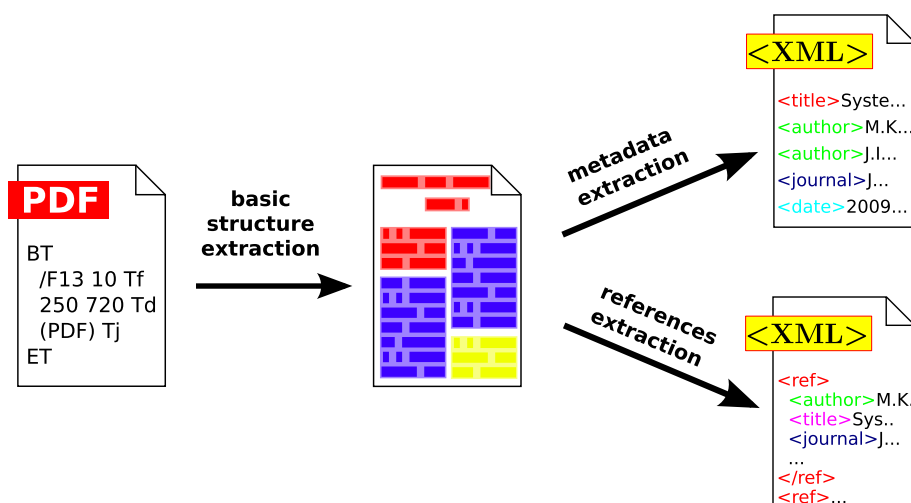 PDF
BT
/F13 10 Tf
250 720 Td
(PDF) Tj
ET
basic
structure
extraction
metadata
extraction
references
extraction
<XML>
<title>Syste...
<author>M.K...
<author>J.I...
<journal>J...
<date>2009...
<XML>
<ref>
<author>M.K.
<title>Sys..
<journal>J...
...
</ref>
<ref>...